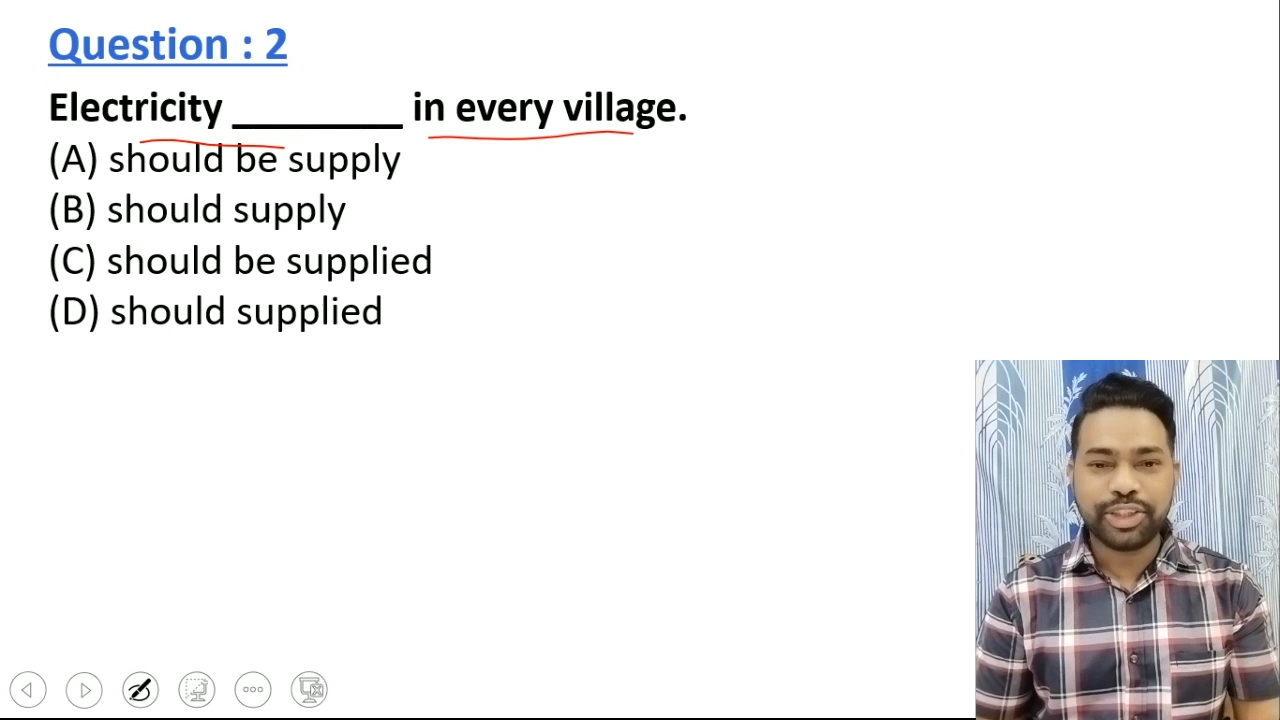 Question : 2
Electricity ________ in every village.
(A) should be supply
(B) should supply
(C) should be supplied
(D) should supplied